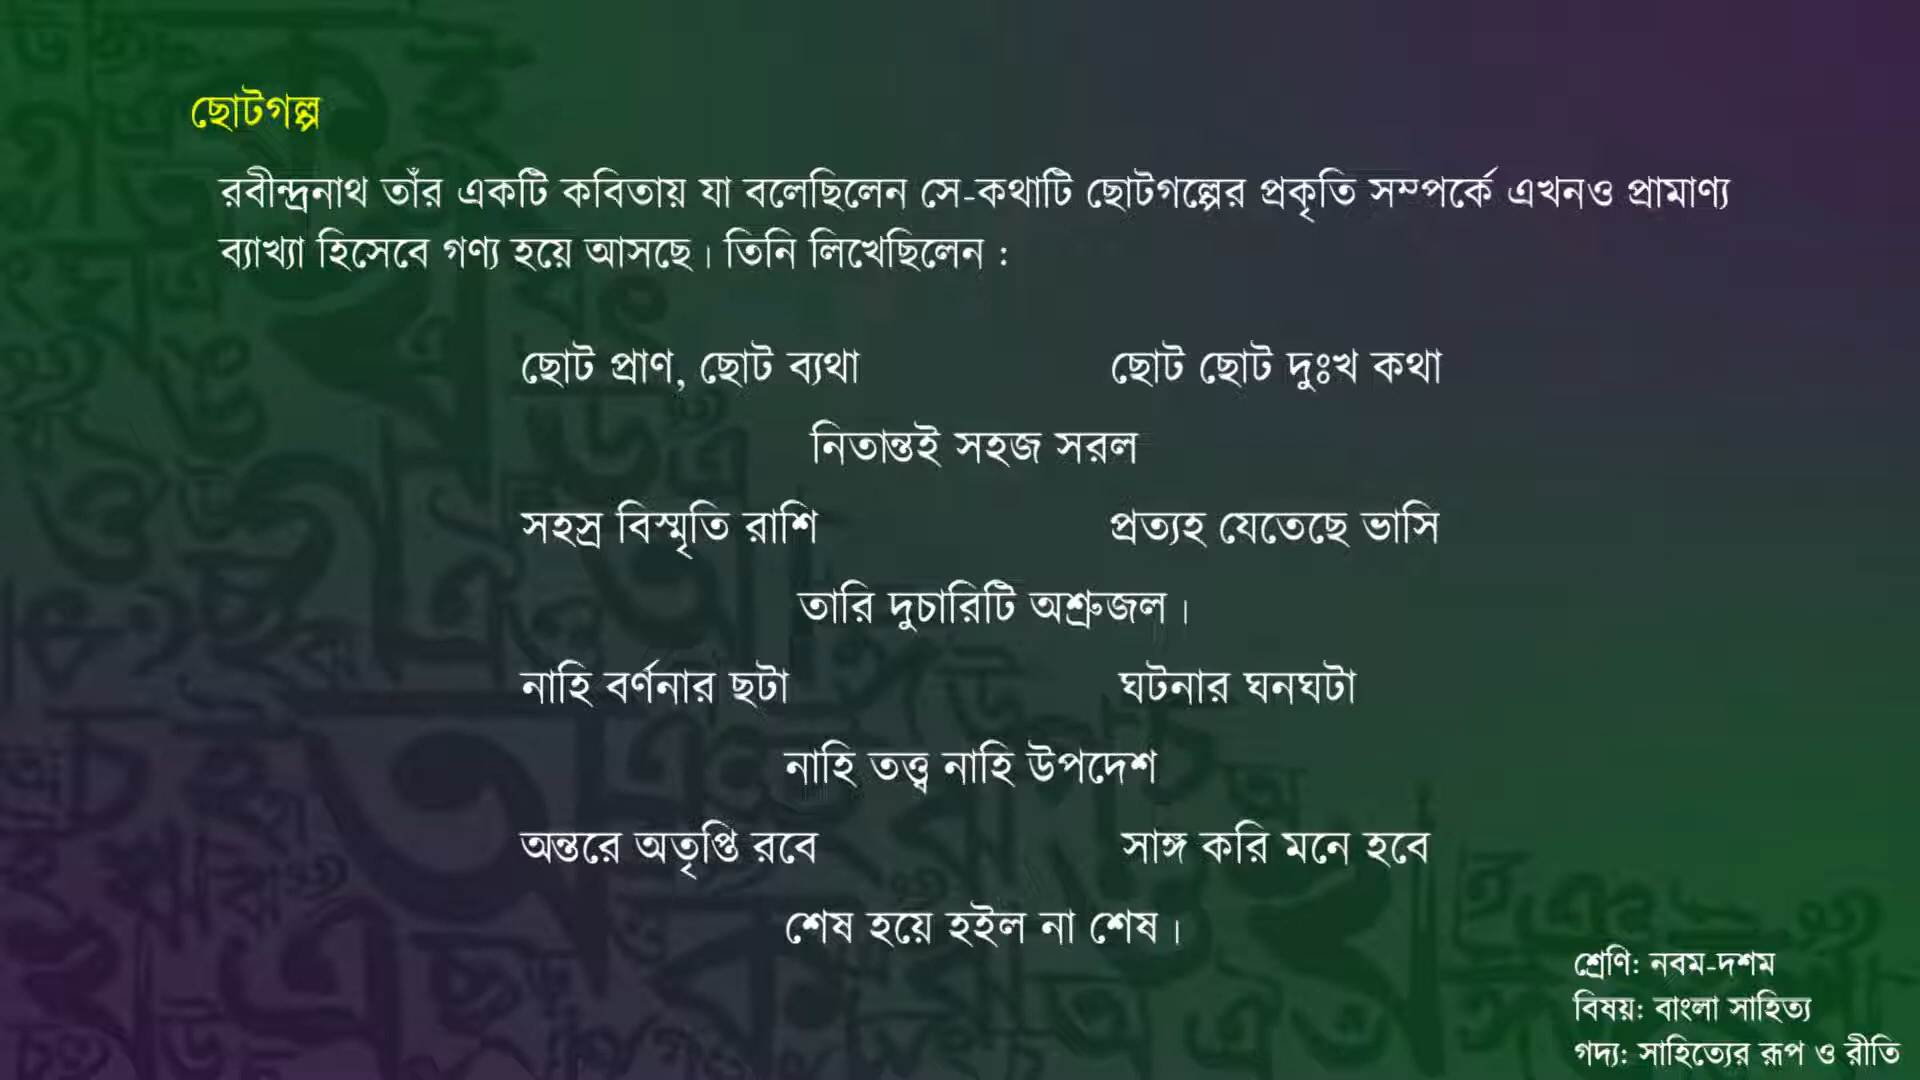 ছোটগল্প
রবীন্দ্রনাথ তাঁর একটি কবিতায় যা বলেছিলেন সে-কথাটি ছোটগল্পের প্রকৃতি সম্পর্কে এখনও প্রামাণ্য
ব্যাখ্যা হিসেবে গণ্য হয়ে আসছে। তিনি লিখেছিলেন :
ছোট প্রাণ, ছোট ব্যথা ছোট ছোট দুঃখ কথা
নিতান্তই সহজ সরল
সহস্র বিস্মৃতি রাশি প্রত্যহ যেতেছে ভাসি
তারি দুচারিটি অশ্রুজল।
নাহি বর্ণনার ছটা ঘটনার ঘনঘটা
নাহি তত্ত্ব নাহি উপদেশ
অন্তরে অতৃপ্তি রবে সাঙ্গ করি মনে হবে
শেষ হয়ে হইল না শেষ।
শ্রেণি: নবম-দশম
বিষয়: বাংলা সাহিত্য
গদ্য: সাহিত্যের রূপ ও রীতি